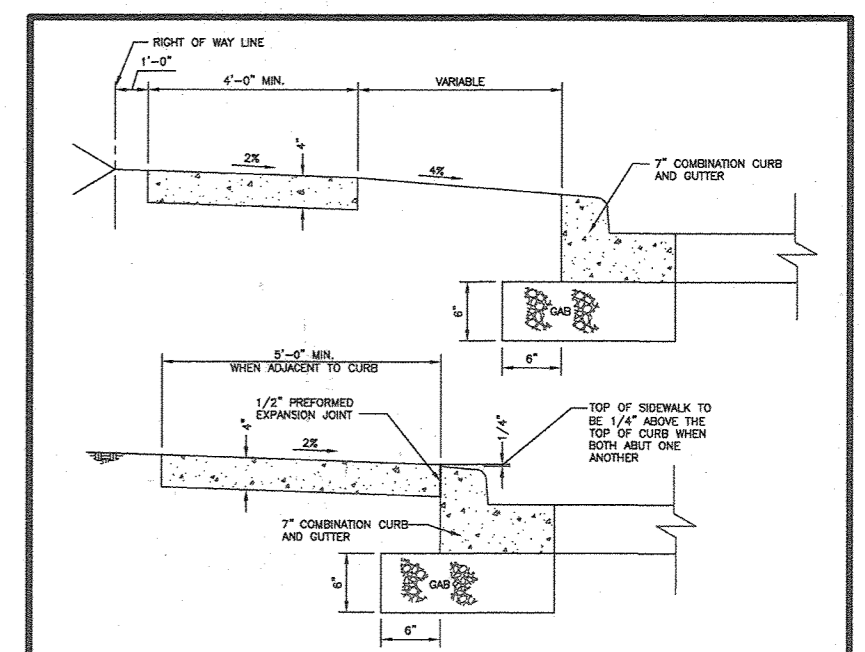 RIGHT OF WAY LINE
1'-0"
4'-0" MIN.
VARIABLE
2%
4"
4%
7" COMBINATION CURB
AND GUTTER
6"
GAB
6"
5'-0" MIN.
WHEN ADJACENT TO CURB
1/2" PREFORMED
EXPANSION JOINT
4"
2%
1/4"
TOP OF SIDEWALK TO
BE 1/4" ABOVE THE
TOP OF CURB WHEN
BOTH ABUT ONE
ANOTHER
7" COMBINATION CURB
AND GUTTER
6"
GAB
6"